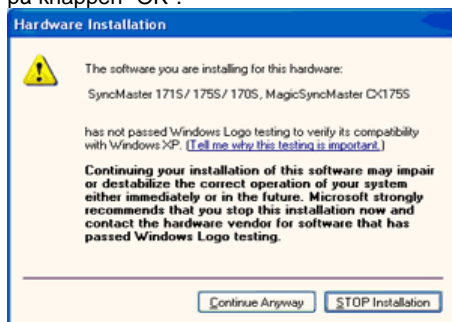 på knappen "OK".
Hardware Installation
The software you are installing for this hardware:
SyncMaster 171S/ 175S/ 170S, MagicSyncMaster CX175S
has not passed Windows Logo testing to verify its compatibility
with Windows XP. (Tell me why this testing is important.)
Continuing your installation of this software may impair
or destabilize the correct operation of your system
either immediately or in the future. Microsoft strongly
recommends that you stop this installation now and
contact the hardware vendor for software that has
passed Windows Logo testing.
Continue Anyway STOP Installation